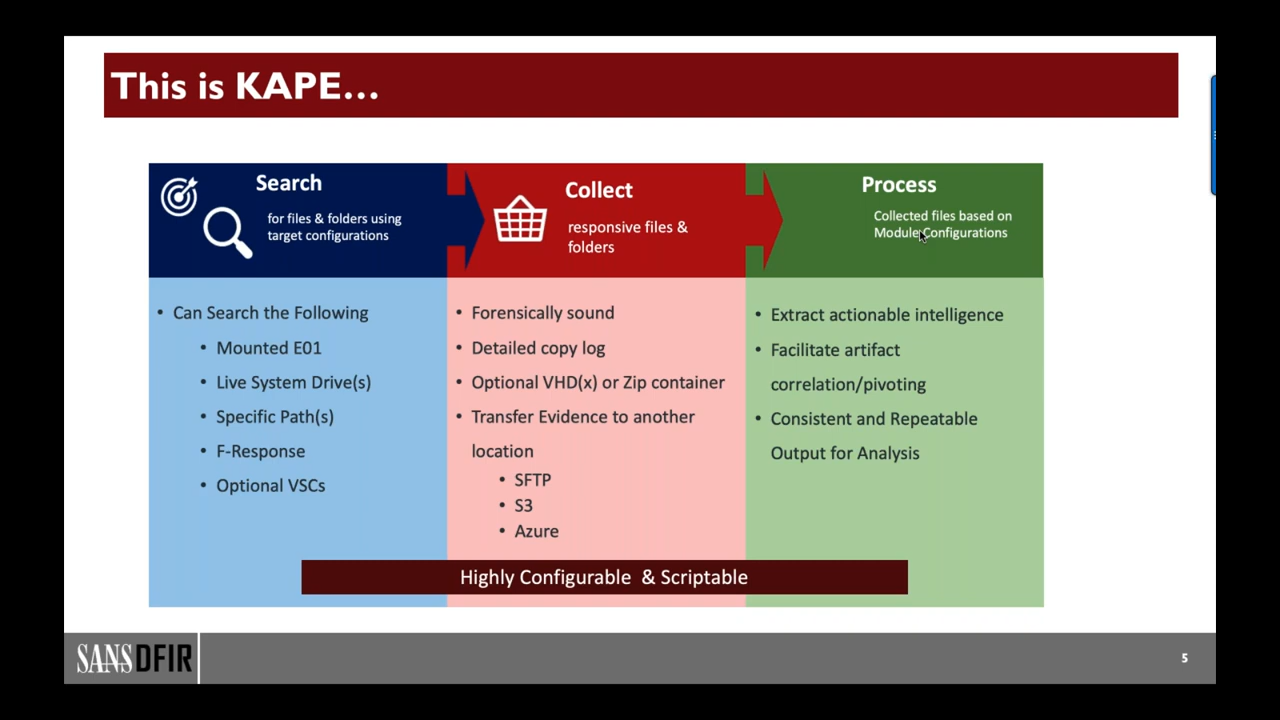 This is KAPE...
Search
for files & folders using
target configurations
Collect
responsive files &
folders
Process
Collected files based on
Module Configurations
• Can Search the Following
• Mounted E01
• Live System Drive(s)
• Specific Path(s)
• F-Response
• Optional VSCs
• Forensically sound
• Detailed copy log
• Optional VHD(x) or Zip container
• Transfer Evidence to another
location
• SFTP
• S3
• Azure
• Extract actionable intelligence
• Facilitate artifact
correlation/pivoting
• Consistent and Repeatable
Output for Analysis
Highly Configurable & Scriptable
SANS DFIR
5